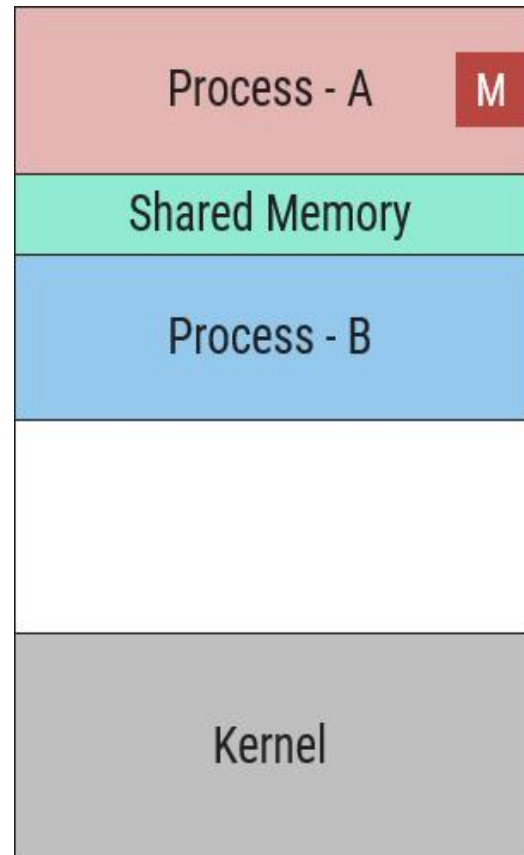 Process - A
M
Shared Memory
Process - B
Kernel